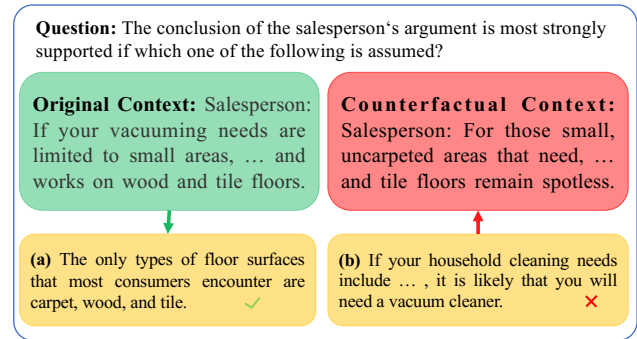 Question: The conclusion of the salesperson‘s argument is most strongly
supported if which one of the following is assumed?
Original Context: Salesperson:
If your vacuuming needs are
limited to small areas, … and
works on wood and tile floors.
Counterfactual Context:
Salesperson: For those small,
uncarpeted areas that need, …
and tile floors remain spotless.
(a) The only types of floor surfaces
that most consumers encounter are
carpet, wood, and tile.
(b) If your household cleaning needs
include … , it is likely that you will
need a vacuum cleaner.